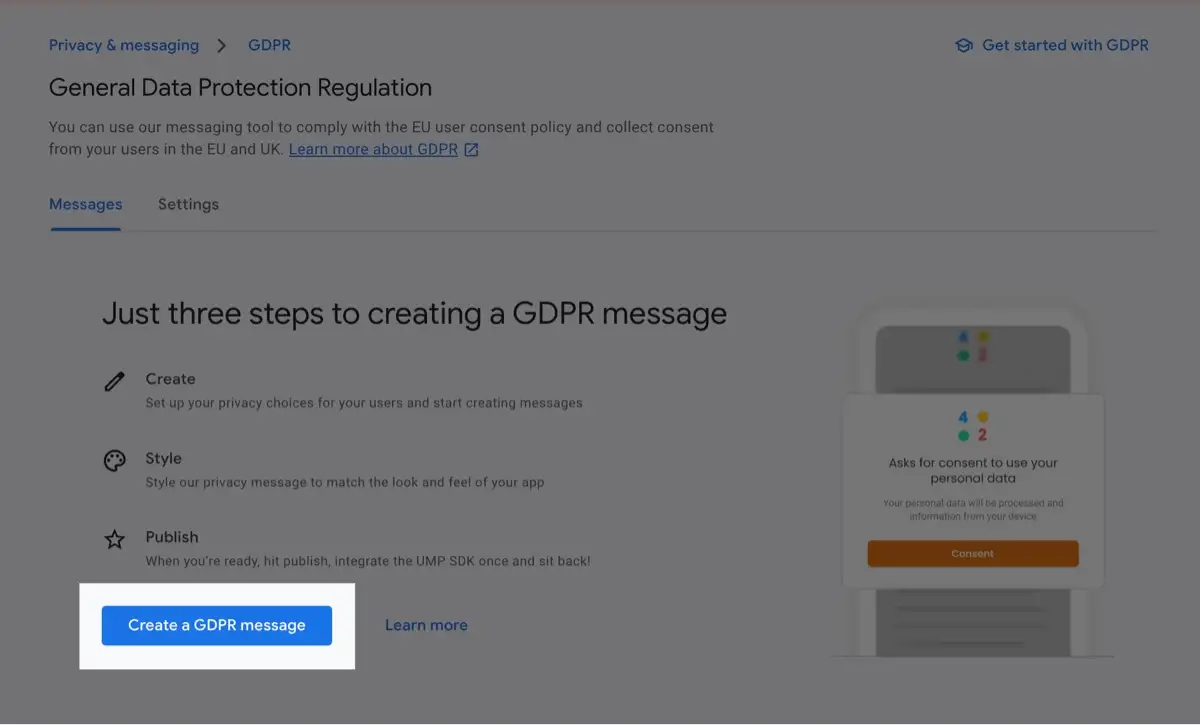 Privacy & messaging > GDPR
Get started with GDPR
General Data Protection Regulation
You can use our messaging tool to comply with the EU user consent policy and collect consent
from your users in the EU and UK. Learn more about GDPR
Messages Settings
Just three steps to creating a GDPR message
Create
Set up your privacy choices for your users and start creating messages
Style
Style our privacy message to match the look and feel of your app
Publish
When you're ready, hit publish, integrate the UMP SDK once and sit back!
Create a GDPR message
Learn more
4
2
4
2
Asks for consent to use your
personal data
Your personal data will be processed and
information from your device
Consent